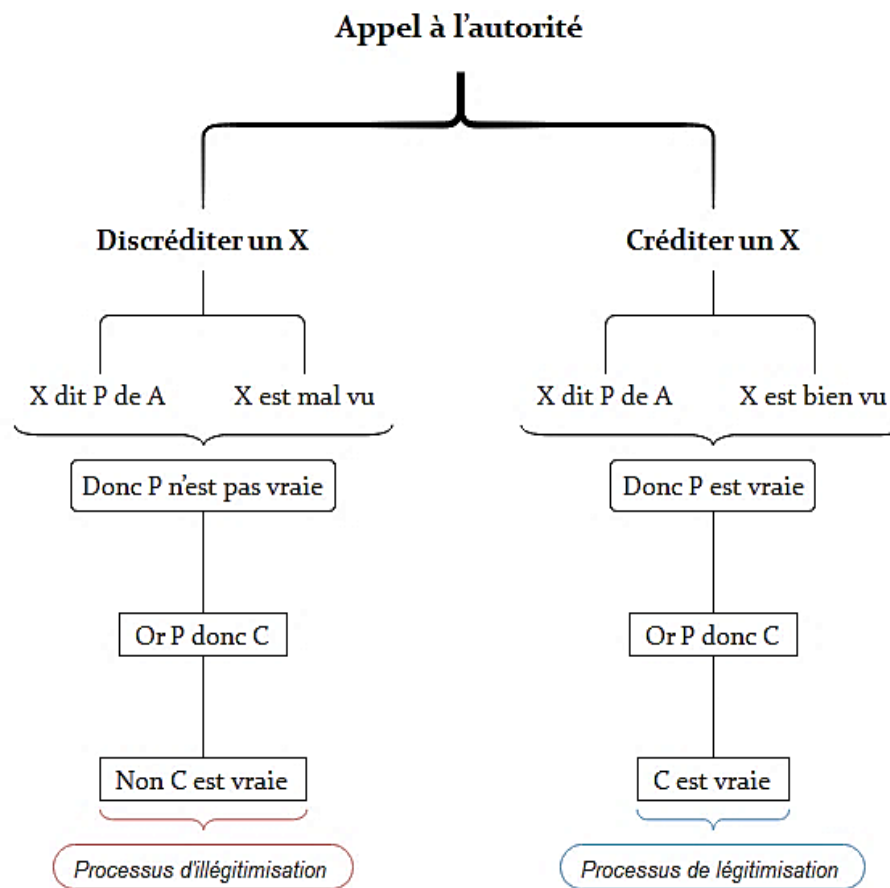 Appel à l'autorité
Discréditer un X
Créditer un X
X dit P de A
X est mal vu
X dit P de A
X est bien vu
Donc P n'est pas vraie
Donc P est vraie
Or P donc C
Or P donc C
Non C est vraie
C est vraie
Processus d'illégitimisation
Processus de légitimisation